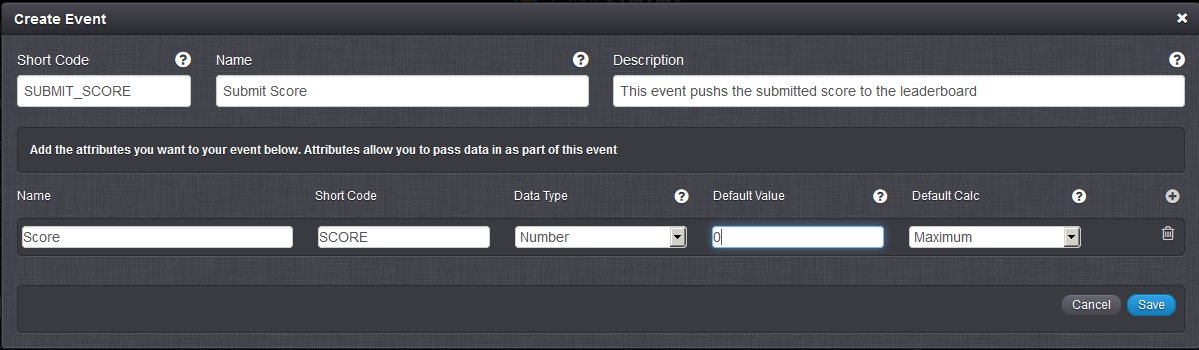 Create Event
Short Code Name Description
SUBMIT_SCORE Submit Score This event pushs the submitted score to the leaderboard
Add the attributes you want to your event below. Attributes allow you to pass data in as part of this event
Name Short Code Data Type Default Value Default Calc
Score SCORE Number 0 Maximum
Cancel Save